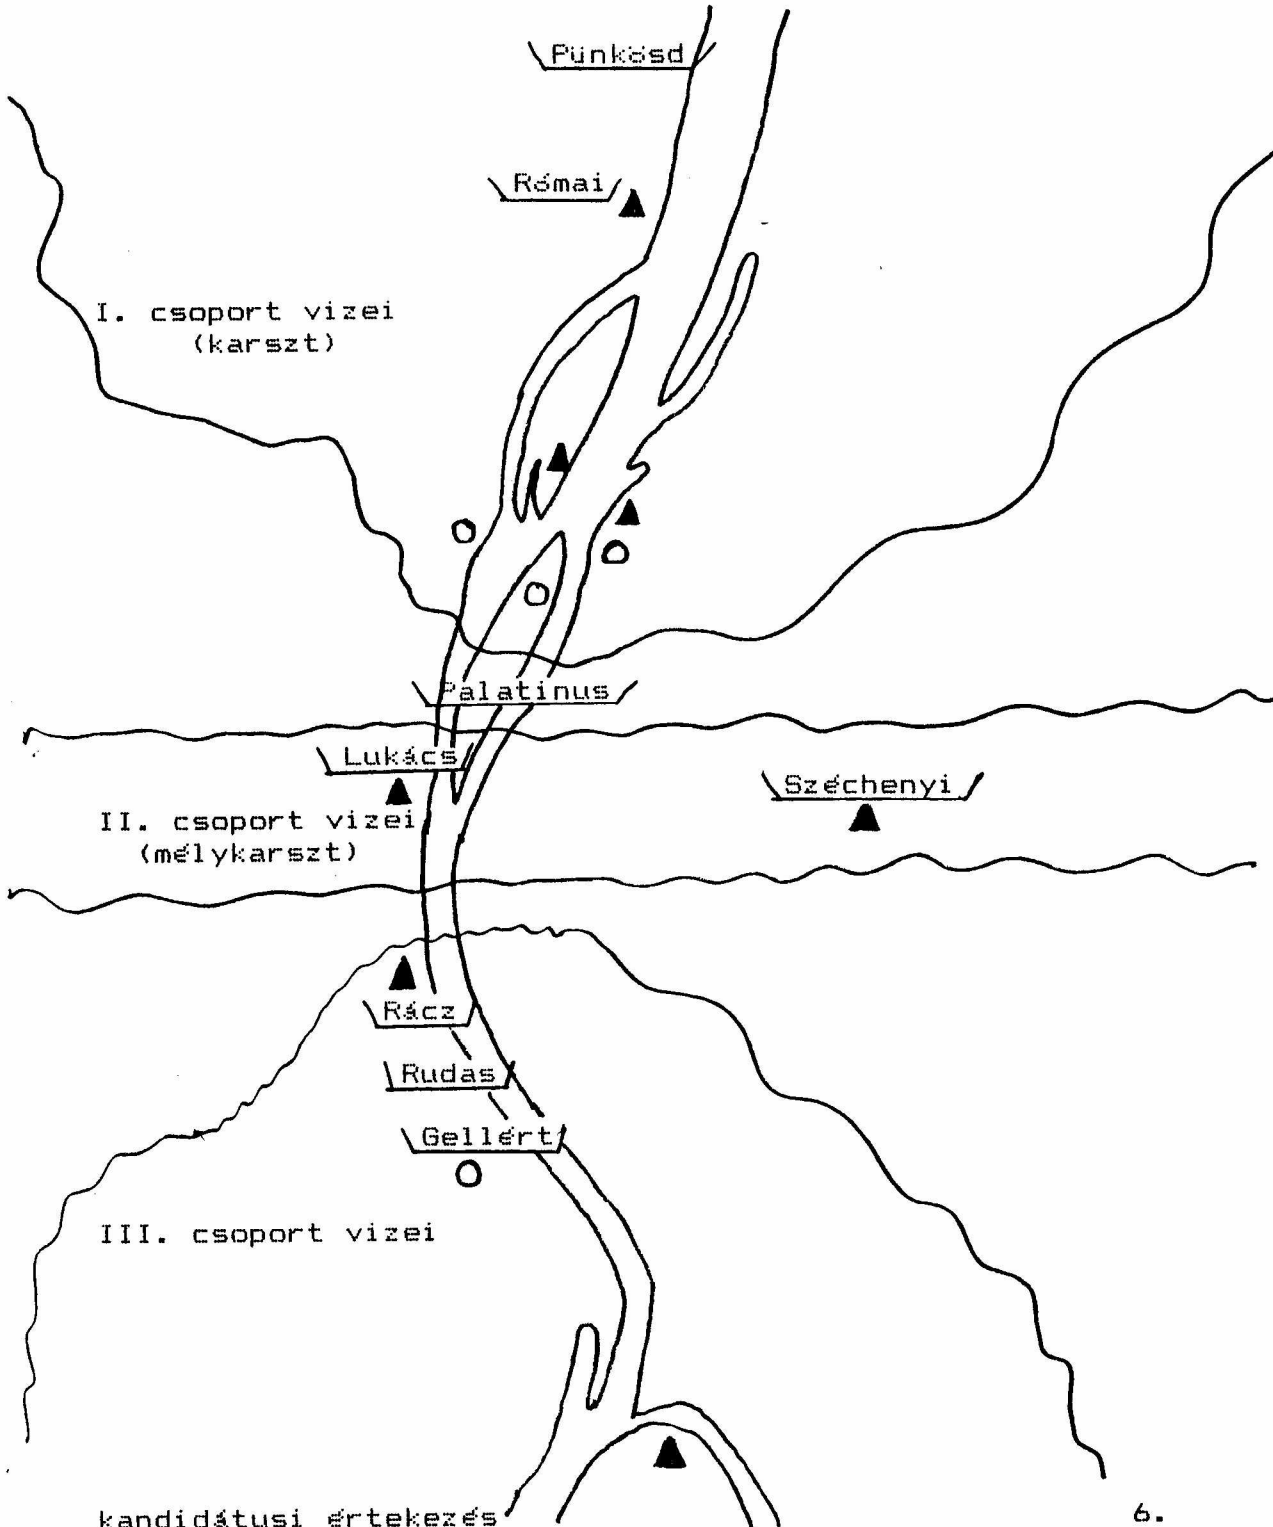 Pünkösd
Római
I. csoport vizei
(karszt)
Palatinus
Lukács
Széchenyi
II. csoport vizei
(mélykarszt)
Rácz
Rudas
Gellért
III. csoport vizei
kandidátusi értekezés
6.